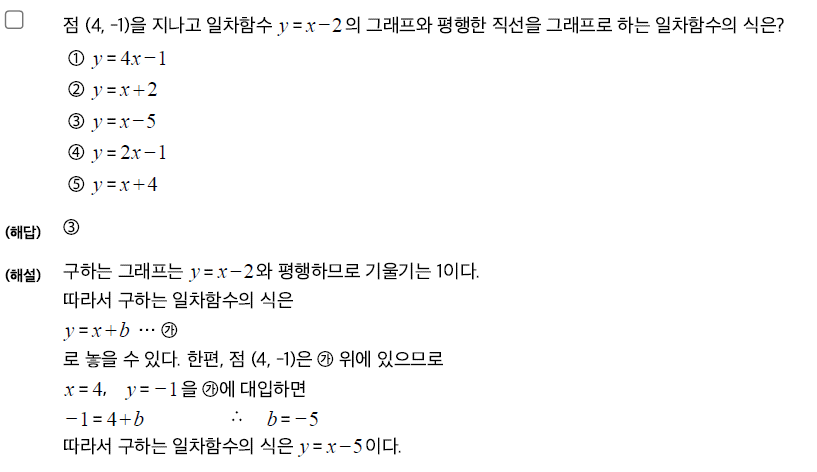 점 (4, -1)을 지나고 일차함수 y=x-2의 그래프와 평행한 직선을 그래프로 하는 일차함수의 식은?
① y=4x-1
② y=x+2
③ y=x-5
④ y=2x-1
⑤ y=x+4
(해답) ③
(해설) 구하는 그래프는 y=x-2와 평행하므로 기울기는 1이다.
따라서 구하는 일차함수의 식은
y=x+b … ㉮
로 놓을 수 있다. 한편, 점 (4, -1)은 ㉮ 위에 있으므로
x=4, y=-1을 ㉮에 대입하면
-1=4+b ∴ b=-5
따라서 구하는 일차함수의 식은 y=x-5이다.